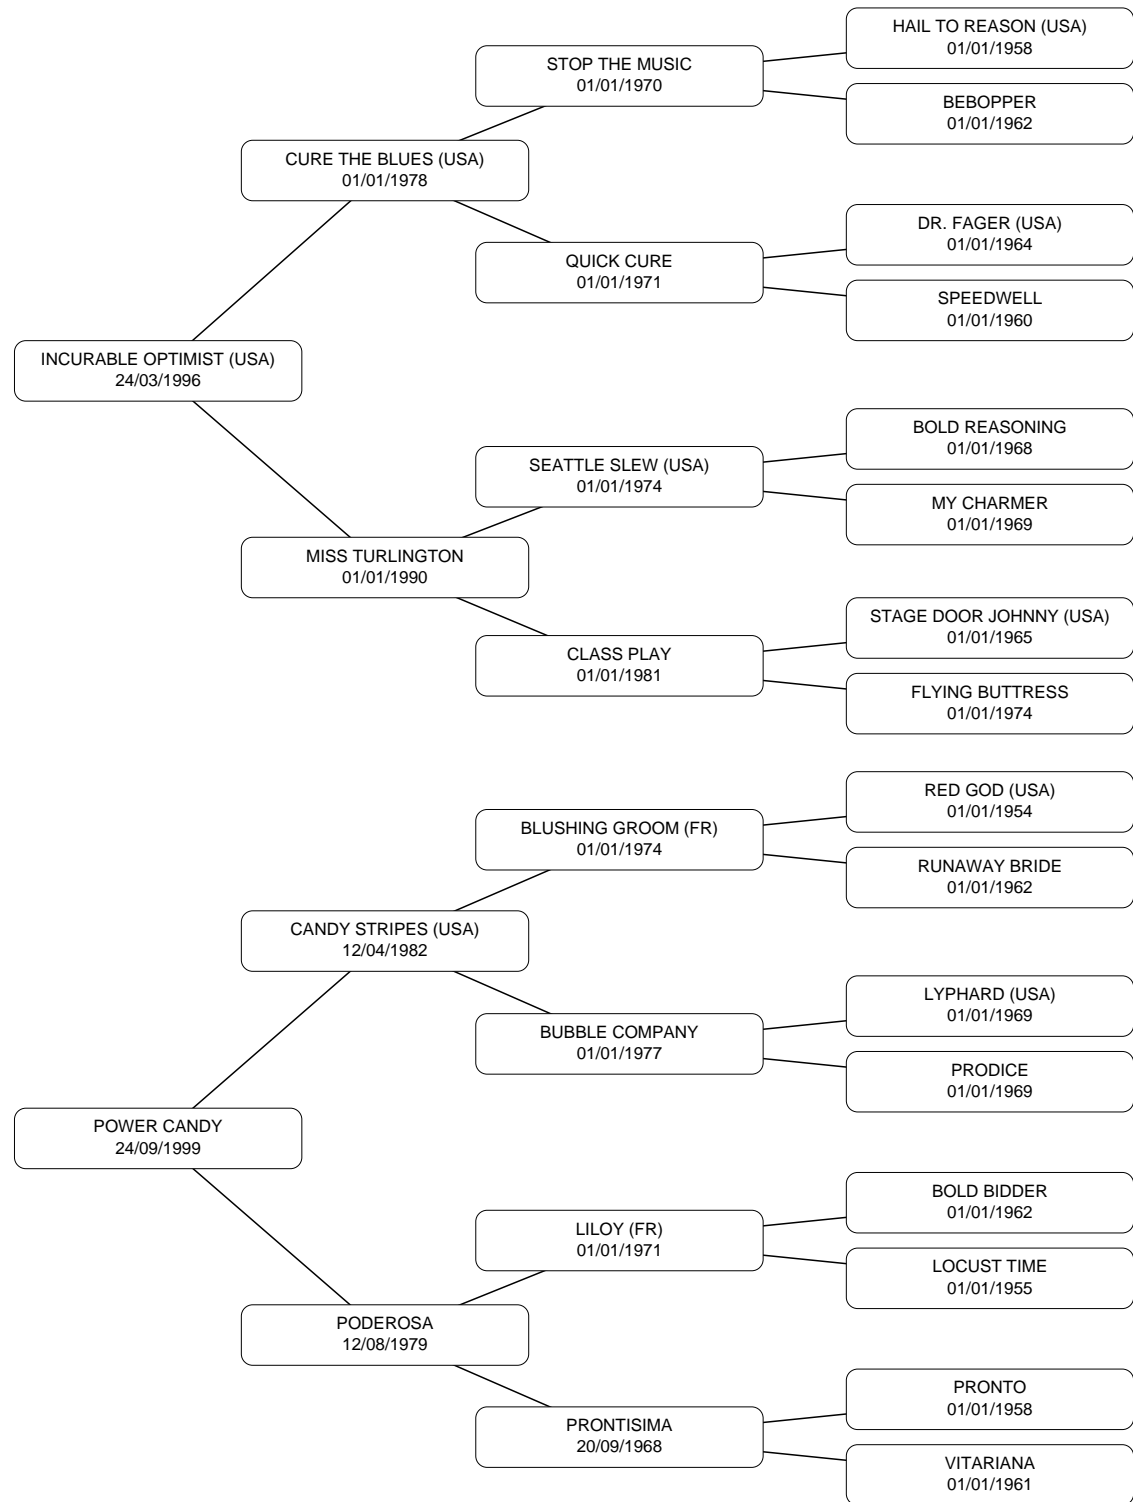 HAIL TO REASON (USA)
01/01/1958
STOP THE MUSIC
01/01/1970
BEBOPPER
01/01/1962
CURE THE BLUES (USA)
01/01/1978
DR. FAGER (USA)
01/01/1964
QUICK CURE
01/01/1971
SPEEDWELL
01/01/1960
INCURABLE OPTIMIST (USA)
24/03/1996
BOLD REASONING
01/01/1968
SEATTLE SLEW (USA)
01/01/1974
MY CHARMER
01/01/1969
MISS TURLINGTON
01/01/1990
STAGE DOOR JOHNNY (USA)
01/01/1965
CLASS PLAY
01/01/1981
FLYING BUTTRESS
01/01/1974
RED GOD (USA)
01/01/1954
BLUSHING GROOM (FR)
01/01/1974
RUNAWAY BRIDE
01/01/1962
CANDY STRIPES (USA)
12/04/1982
LYPHARD (USA)
01/01/1969
BUBBLE COMPANY
01/01/1977
PRODICE
01/01/1969
POWER CANDY
24/09/1999
BOLD BIDDER
01/01/1962
LILOY (FR)
01/01/1971
LOCUST TIME
01/01/1955
PODEROSA
12/08/1979
PRONTO
01/01/1958
PRONTISIMA
20/09/1968
VITARIANA
01/01/1961